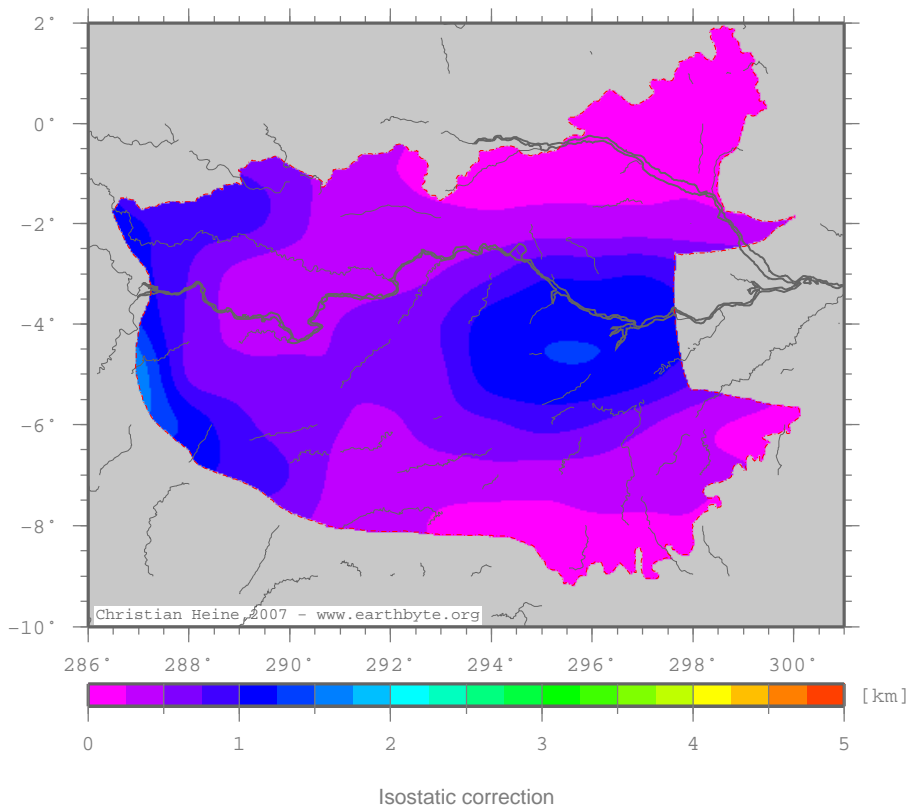 2°
0°
−2°
−4°
−6°
−8°
−10°
Christian Heine 2007 − www.earthbyte.org
286° 288° 290° 292° 294° 296° 298° 300°
[km]
0 1 2 3 4 5
Isostatic correction